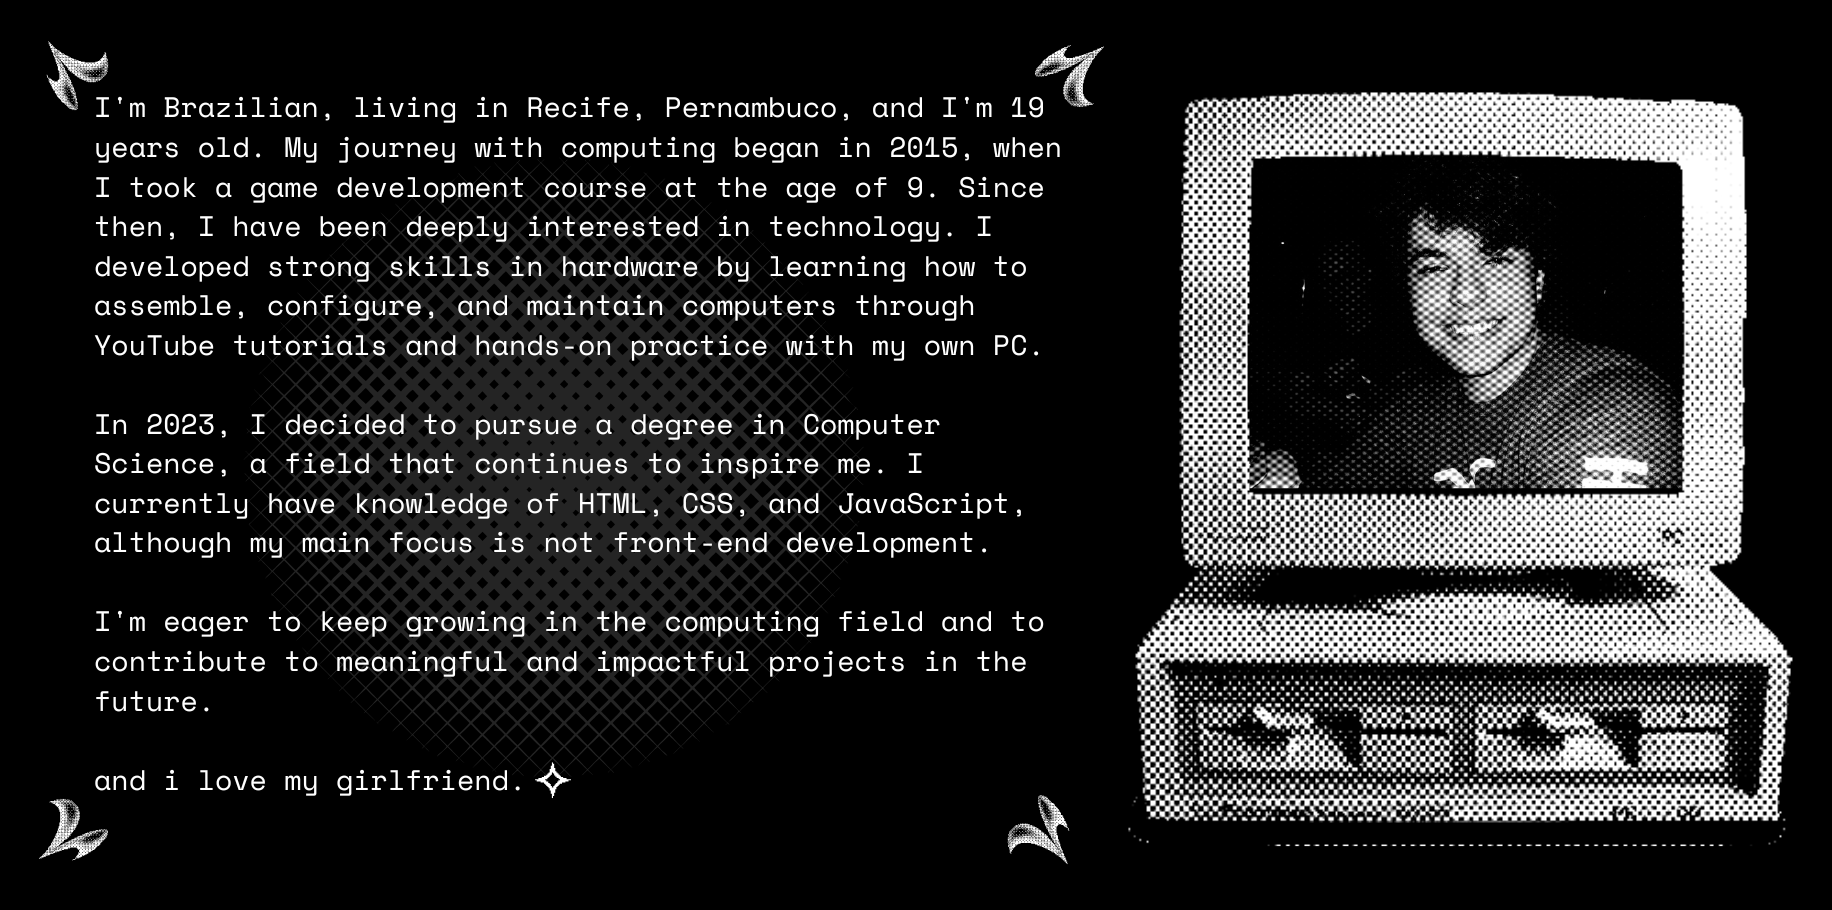 I'm Brazilian, living in Recife, Pernambuco, and I'm 19
years old. My journey with computing began in 2015, when
I took a game development course at the age of 9. Since
then, I have been deeply interested in technology. I
developed strong skills in hardware by learning how to
assemble, configure, and maintain computers through
YouTube tutorials and hands-on practice with my own PC.
In 2023, I decided to pursue a degree in Computer
Science, a field that continues to inspire me. I
currently have knowledge of HTML, CSS, and JavaScript,
although my main focus is not front-end development.
I'm eager to keep growing in the computing field and to
contribute to meaningful and impactful projects in the
future.
and i love my girlfriend.